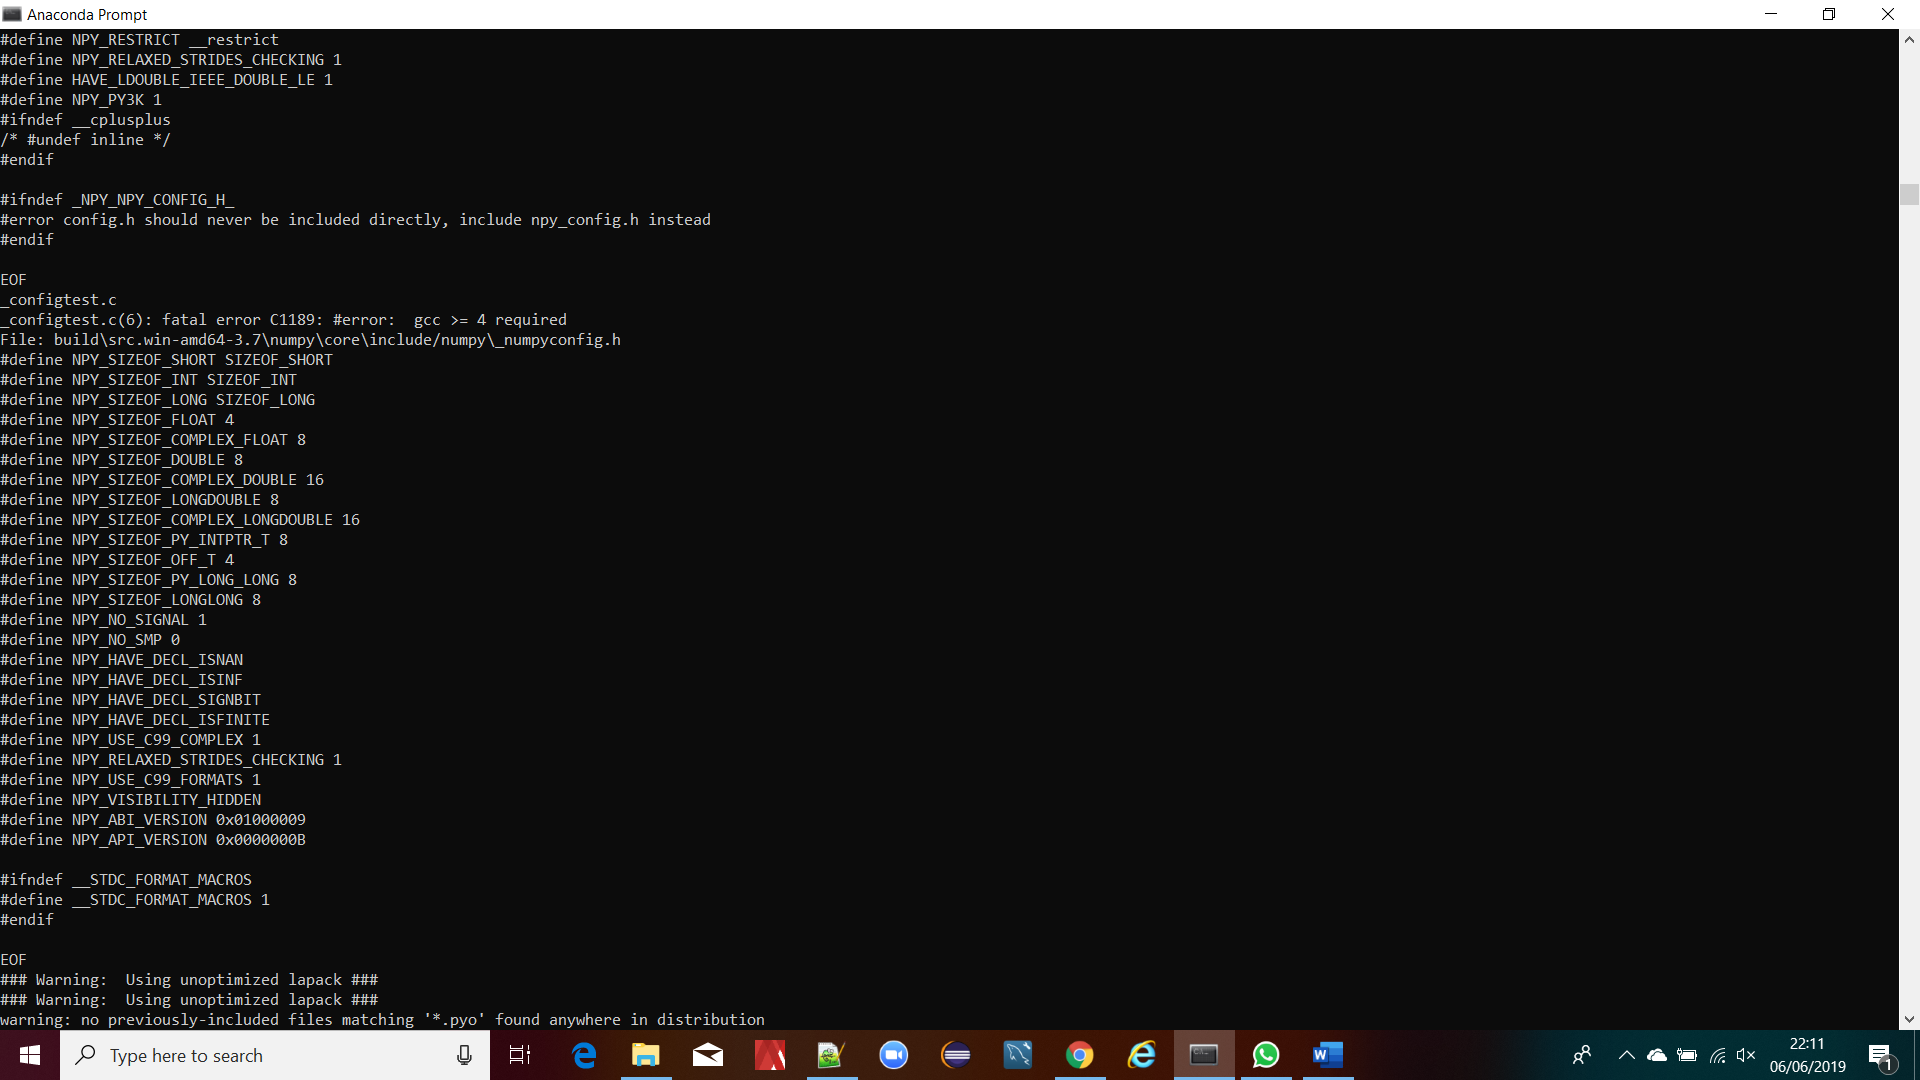 Anaconda Prompt
#define NPY_RESTRICT __restrict
#define NPY_RELAXED_STRIDES_CHECKING 1
#define HAVE_LDOUBLE_IEEE_DOUBLE_LE 1
#define NPY_PY3K 1
#ifndef __cplusplus
/* #undef inline */
#endif
#ifndef _NPY_NPY_CONFIG_H_
#error config.h should never be included directly, include npy_config.h instead
#endif
EOF
_configtest.c
_configtest.c(6): fatal error C1189: #error:  gcc >= 4 required
File: build\src.win-amd64-3.7\numpy\core\include/numpy\_numpyconfig.h
#define NPY_SIZEOF_SHORT SIZEOF_SHORT
#define NPY_SIZEOF_INT SIZEOF_INT
#define NPY_SIZEOF_LONG SIZEOF_LONG
#define NPY_SIZEOF_FLOAT 4
#define NPY_SIZEOF_COMPLEX_FLOAT 8
#define NPY_SIZEOF_DOUBLE 8
#define NPY_SIZEOF_COMPLEX_DOUBLE 16
#define NPY_SIZEOF_LONGDOUBLE 8
#define NPY_SIZEOF_COMPLEX_LONGDOUBLE 16
#define NPY_SIZEOF_PY_INTPTR_T 8
#define NPY_SIZEOF_OFF_T 4
#define NPY_SIZEOF_PY_LONG_LONG 8
#define NPY_SIZEOF_LONGLONG 8
#define NPY_NO_SIGNAL 1
#define NPY_NO_SMP 0
#define NPY_HAVE_DECL_ISNAN
#define NPY_HAVE_DECL_ISINF
#define NPY_HAVE_DECL_SIGNBIT
#define NPY_HAVE_DECL_ISFINITE
#define NPY_USE_C99_COMPLEX 1
#define NPY_RELAXED_STRIDES_CHECKING 1
#define NPY_USE_C99_FORMATS 1
#define NPY_VISIBILITY_HIDDEN
#define NPY_ABI_VERSION 0x01000009
#define NPY_API_VERSION 0x0000000B
#ifndef __STDC_FORMAT_MACROS
#define __STDC_FORMAT_MACROS 1
#endif
EOF
### Warning:  Using unoptimized lapack ###
### Warning:  Using unoptimized lapack ###
warning: no previously-included files matching '*.pyo' found anywhere in distribution
Type here to search
22:11
06/06/2019
1